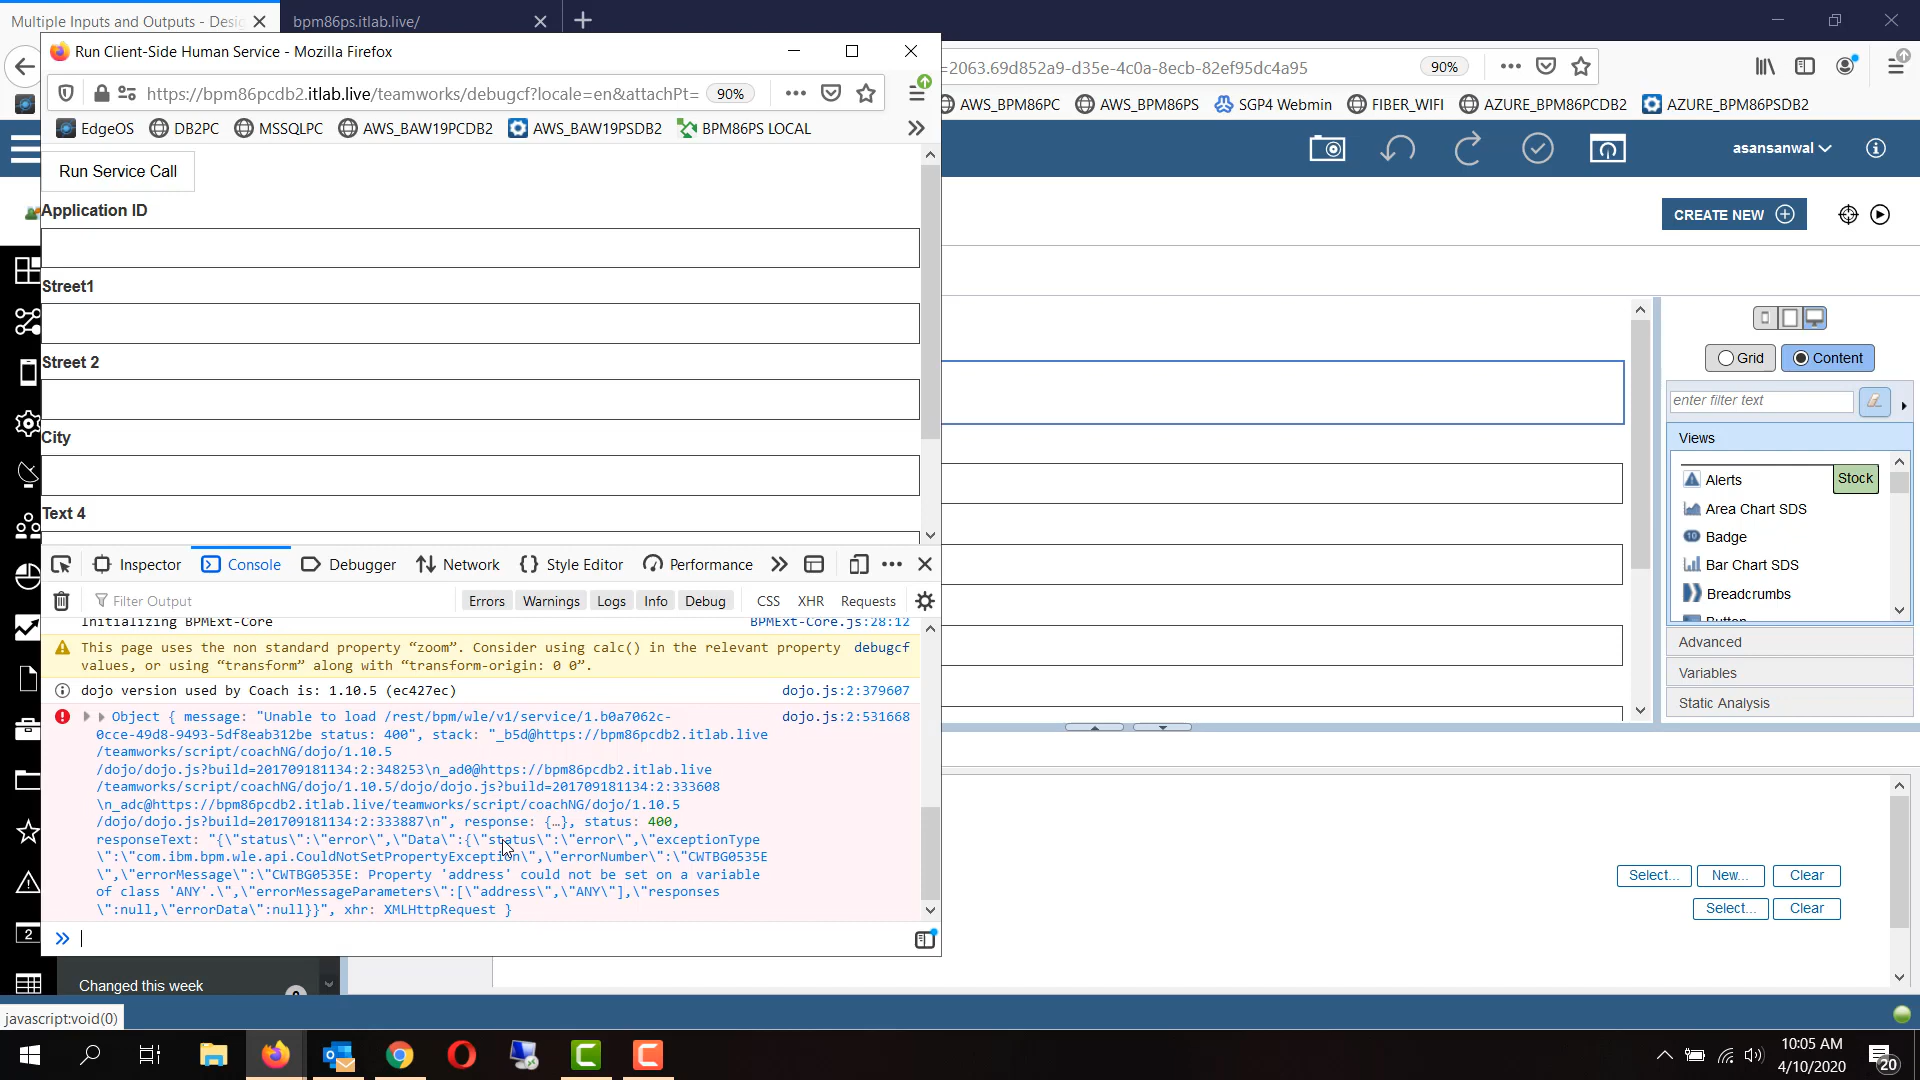 Multiple Inputs and Outputs - Desi
bpm86ps.itlab.live/
Run Client-Side Human Service - Mozilla Firefox
https://bpm86pcdb2.itlab.live/teamworks/debugcf?locale=en&attachPt=
90%
=2063.69d852a9-d35e-4c0a-8ecb-82ef95dc4a95
90%
EdgeOS
DB2PC
MSSQLPC
AWS_BAW19PCDB2
AWS_BAW19PSDB2
BPM86PS LOCAL
AWS_BPM86PC
AWS_BPM86PS
SGP4 Webmin
FIBER_WIFI
AZURE_BPM86PCDB2
AZURE_BPM86PSDB2
asansanwal
CREATE NEW
Run Service Call
Application ID
Street1
Street 2
City
Text 4
Grid
Content
enter filter text
Views
Stock
Alerts
Area Chart SDS
Badge
Bar Chart SDS
Breadcrumbs
Button
Advanced
Variables
Static Analysis
Inspector
Console
Debugger
Network
Style Editor
Performance
Filter Output
Errors
Warnings
Logs
Info
Debug
CSS
XHR
Requests
Initializing BPMExt-Core
BPMExt-Core.js:28:12
This page uses the non standard property “zoom”. Consider using calc() in the relevant property
debugcf
values, or using “transform” along with “transform-origin: 0 0”.
dojo version used by Coach is: 1.10.5 (ec427ec)
dojo.js:2:379607
Object { message: "Unable to load /rest/bpm/wle/v1/service/1.b0a7062c-
dojo.js:2:531668
0cce-49d8-9493-5df8eab312be status: 400", stack: "_b5d@https://bpm86pcdb2.itlab.live
/teamworks/script/coachNG/dojo/1.10.5
/dojo/dojo.js?build=201709181134:2:348253\n_ad0@https://bpm86pcdb2.itlab.live
/teamworks/script/coachNG/dojo/1.10.5/dojo/dojo.js?build=201709181134:2:333608
\n_adc@https://bpm86pcdb2.itlab.live/teamworks/script/coachNG/dojo/1.10.5
/dojo/dojo.js?build=201709181134:2:333887\n", response: {…}, status: 400,
responseText: "{\"status\":\"error\",\"Data\":{\"status\":\"error\",\"exceptionType
\":\"com.ibm.bpm.wle.api.CouldNotSetPropertyException\",\"errorNumber\":\"CWTBG0535E
\",\"errorMessage\":\"CWTBG0535E: Property 'address' could not be set on a variable
of class 'ANY'.\",\"errorMessageParameters\":[\"address\",\"ANY\"],\"responses
\":null,\"errorData\":null}}", xhr: XMLHttpRequest }
Select...
New...
Clear
Select...
Clear
2
Changed this week
javascript:void(0)
10:05 AM
4/10/2020
20